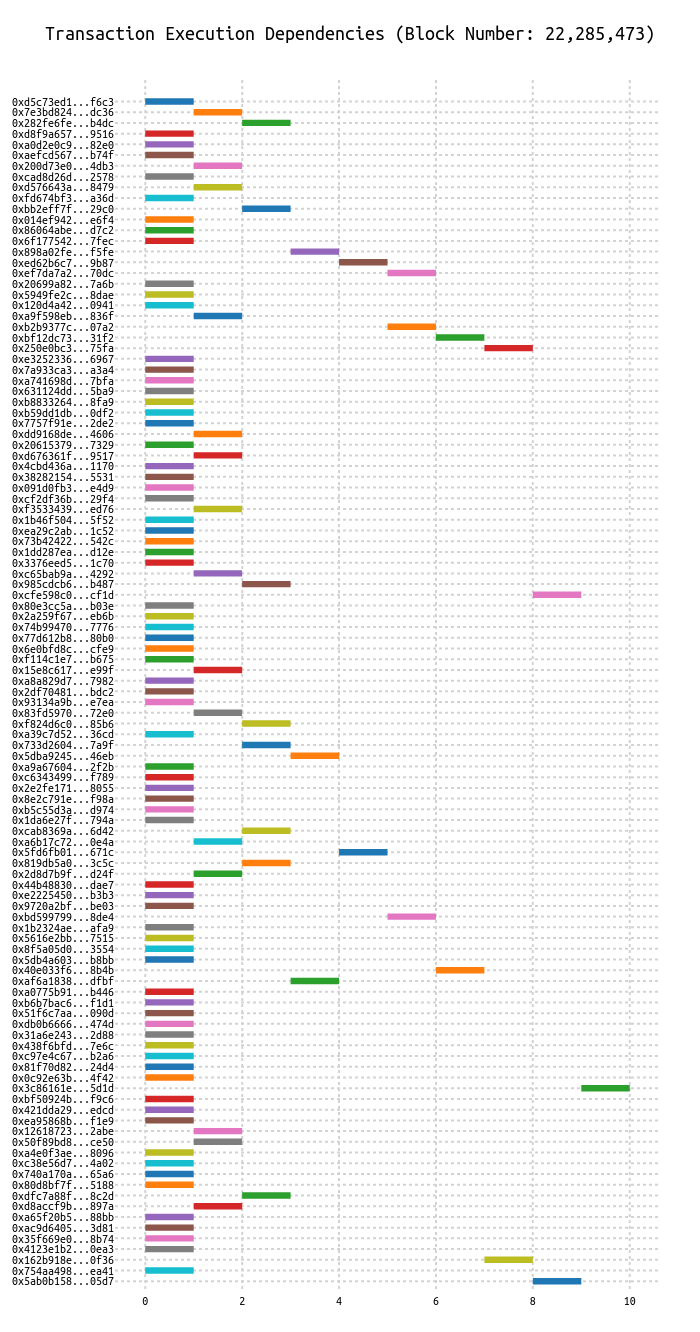 Transaction Execution Dependencies (Block Number: 22,285,473)
0xd5c73ed1...f6c3
0x7e3bd824...dc36
0x282fe6fe...b4dc
0xd8f9a657...9516
0xa0d2e0c9...82e0
0xaefcd567...b74f
0x200d73e0...4db3
0xcad8d26d...2578
0xd576643a...8479
0xfd674bf3...a36d
0xbb2eff7f...29c0
0x014ef942...e6f4
0x86064abe...d7c2
0x6f177542...7fec
0x898a02fe...f5fe
0xed62b6c7...9b87
0xef7da7a2...70dc
0x20699a82...7a6b
0x5949fe2c...8dae
0x120d4a42...0941
0xa9f598eb...836f
0xb2b9377c...07a2
0xbf12dc73...31f2
0x250e0bc3...75fa
0xe3252336...6967
0x7a933ca3...a3a4
0xa741698d...7bfa
0x631124dd...5ba9
0xb8833264...8fa9
0xb59dd1db...0df2
0x7757f91e...2de2
0xdd9168de...4606
0x20615379...7329
0xd676361f...9517
0x4cbd436a...1170
0x38282154...5531
0x091d0fb3...e4d9
0xcf2df36b...29f4
0xf3533439...ed76
0x1b46f504...5f52
0xea29c2ab...1c52
0x73b42422...542c
0x1dd287ea...d12e
0x3376eed5...1c70
0xc65bab9a...4292
0x985cdcb6...b487
0xcfe598c0...cf1d
0x80e3cc5a...b03e
0x2a259f67...eb6b
0x74b99470...7776
0x77d612b8...80b0
0x6e0bfd8c...cfe9
0xf114c1e7...b675
0x15e8c617...e99f
0xa8a829d7...7982
0x2df70481...bdc2
0x93134a9b...e7ea
0x83fd5970...72e0
0xf824d6c0...85b6
0xa39c7d52...36cd
0x733d2604...7a9f
0x5dba9245...46eb
0xa9a67604...2f2b
0xc6343499...f789
0x2e2fe171...8055
0x8e2c791e...f98a
0xb5c55d3a...d974
0x1da6e27f...794a
0xcab8369a...6d42
0xa6b17c72...0e4a
0x5fd6fb01...671c
0x819db5a0...3c5c
0x2d8d7b9f...d24f
0x44b48830...dae7
0xe2225450...b3b3
0x9720a2bf...be03
0xbd599799...8de4
0x1b2324ae...afa9
0x5616e2bb...7515
0x8f5a05d0...3554
0x5db4a603...b8bb
0x40e033f6...8b4b
0xaf6a1838...dfbf
0xa0775b91...b446
0xb6b7bac6...f1d1
0x51f6c7aa...090d
0xdb0b6666...474d
0x31a6e243...2d88
0x438f6bfd...7e6c
0xc97e4c67...b2a6
0x81f70d82...24d4
0x0c92e63b...4f42
0x3c86161e...5d1d
0xbf50924b...f9c6
0x421dda29...edcd
0xea95868b...f1e9
0x12618723...2abe
0x50f89bd8...ce50
0xa4e0f3ae...8096
0xc38e56d7...4a02
0x740a170a...65a6
0x80d8bf7f...5188
0xdfc7a88f...8c2d
0xd8accf9b...897a
0xa65f20b5...88bb
0xac9d6405...3d81
0x35f669e0...8b74
0x4123e1b2...0ea3
0x162b918e...0f36
0x754aa498...ea41
0x5ab0b158...05d7
0 2 4 6 8 10